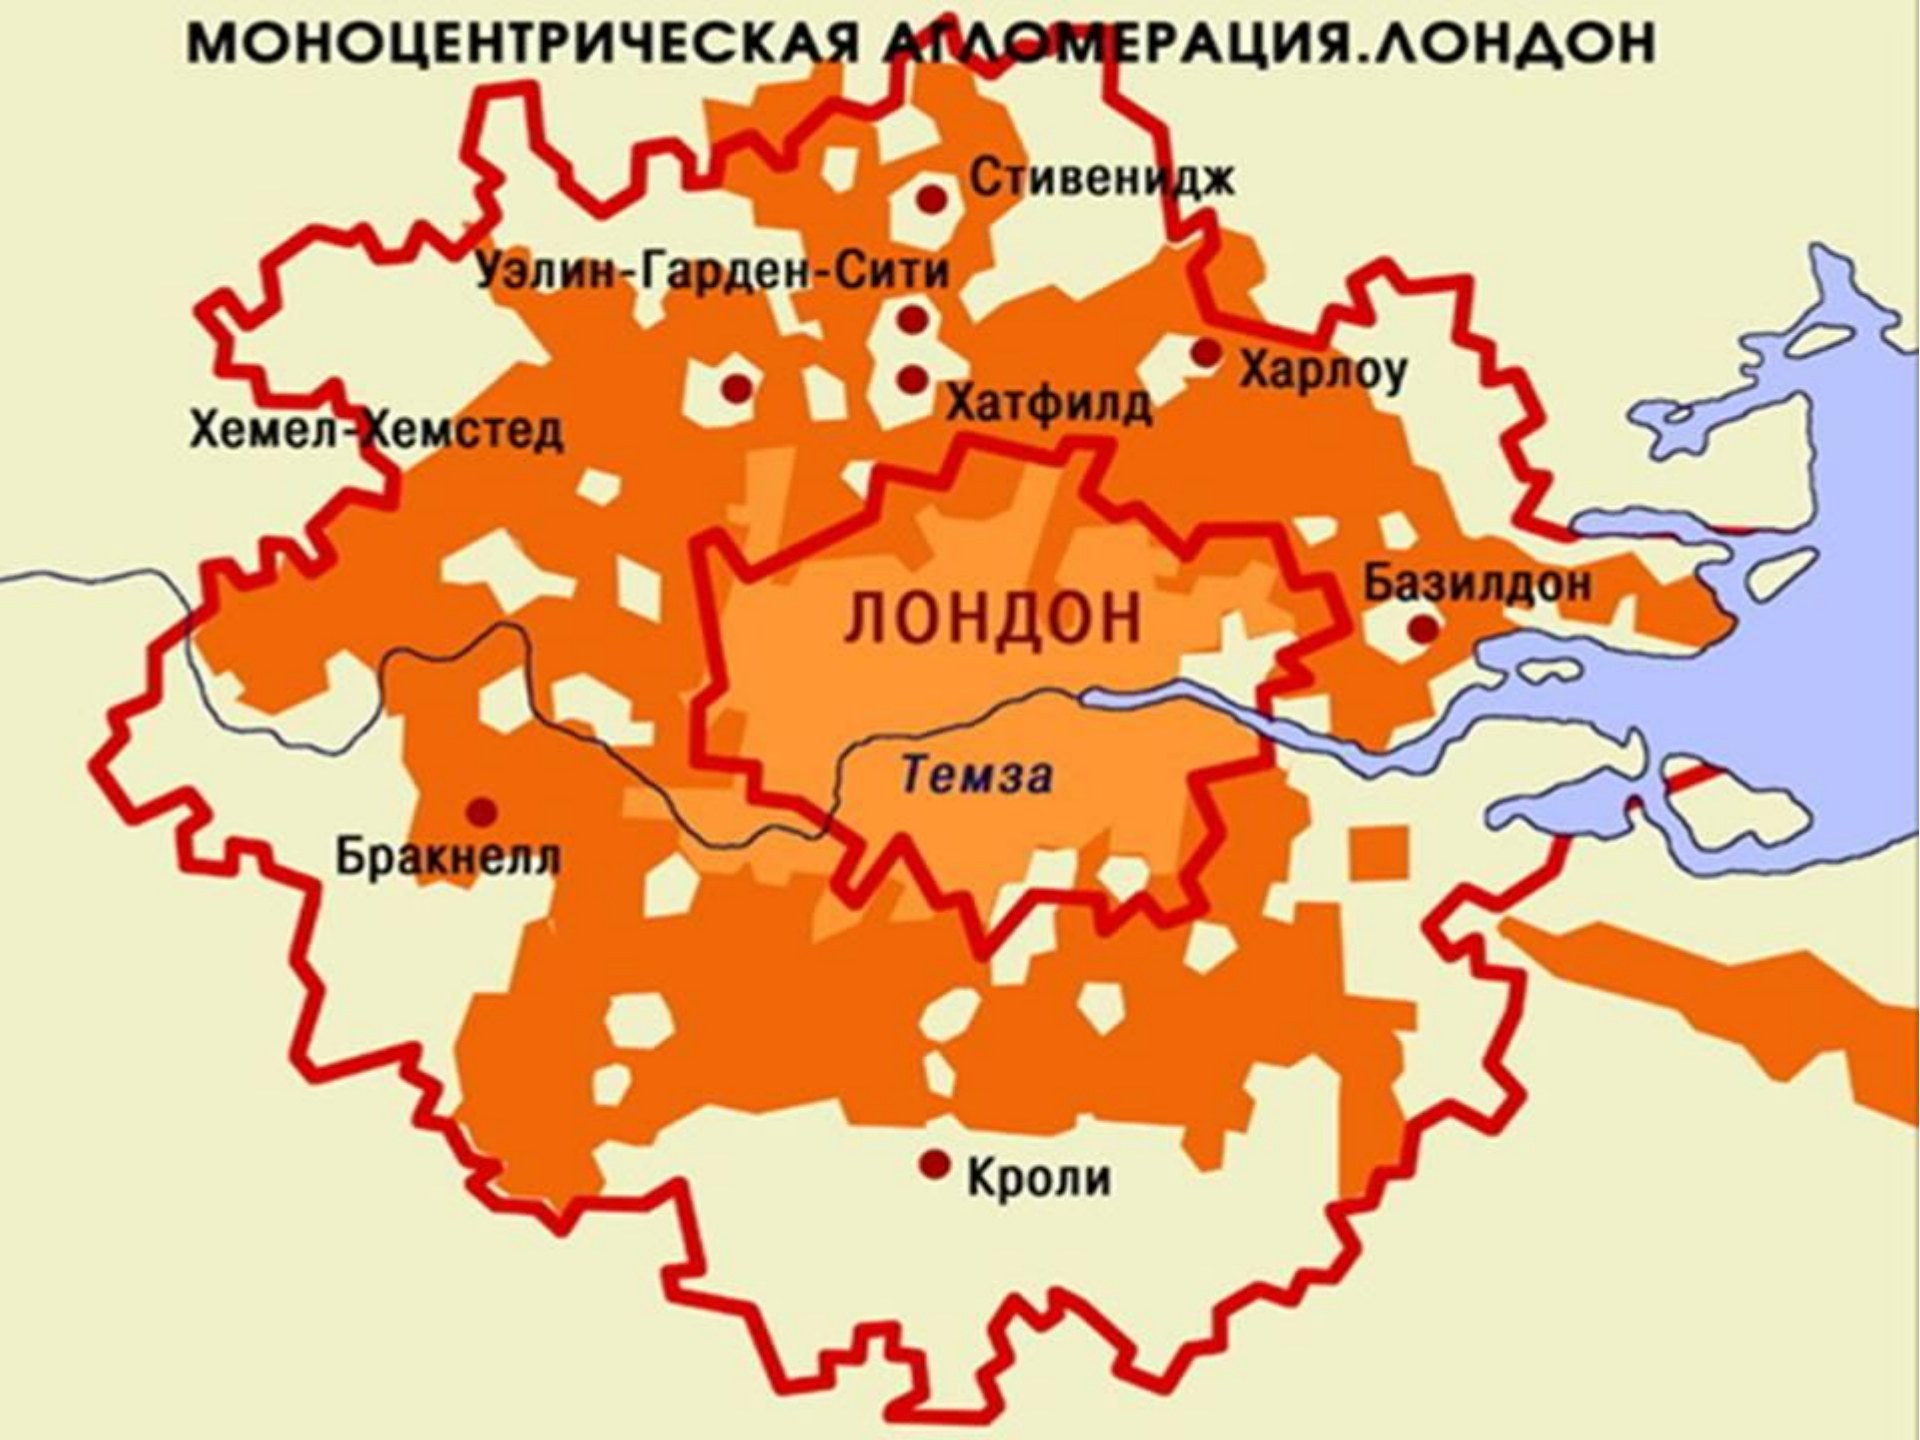 МОНОЦЕНТРИЧЕСКАЯ АГЛОМЕРАЦИЯ.ЛОНДОН
Стивенидж
Уэлин-Гарден-Сити
Харлоу
Хатфилд
Хемел-Хемстед
Базилдон
ЛОНДОН
Темза
Бракнелл
Кроли